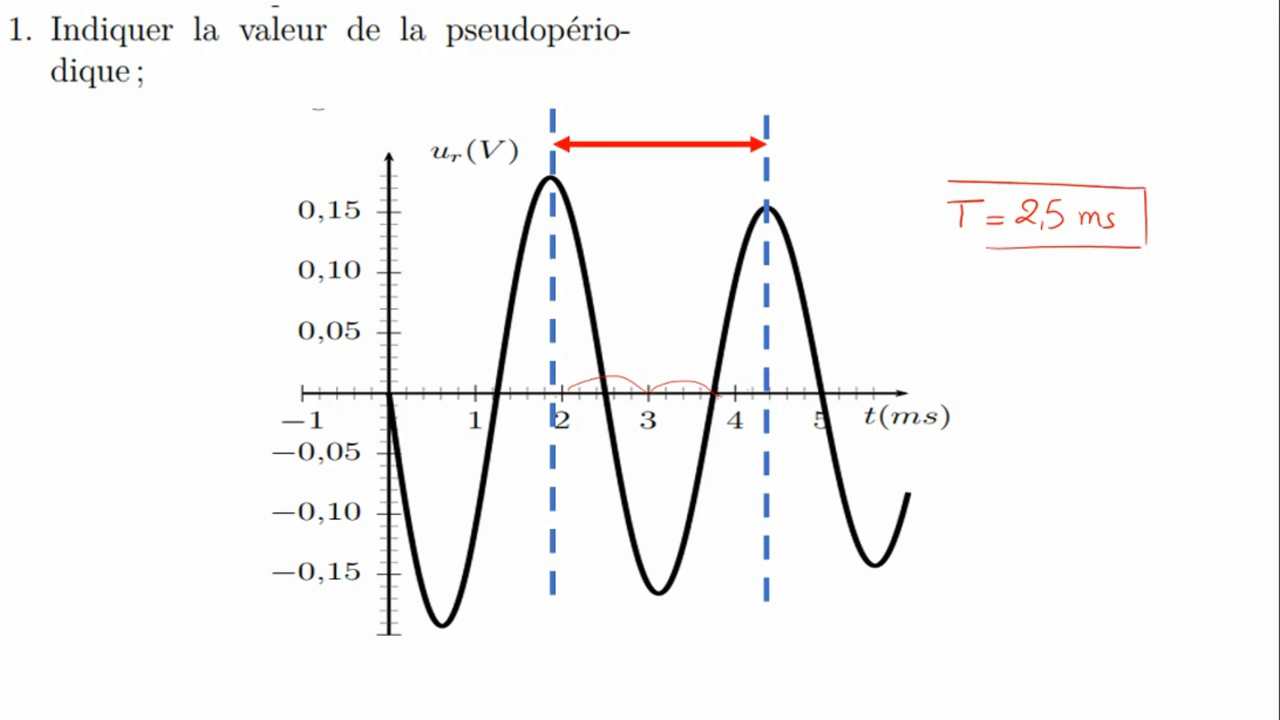 1. Indiquer la valeur de la pseudopério-
dique ;
u_r(V)
0,15
0,10
0,05
−1 1 2 3 4 5 t(ms)
−0,05
−0,10
−0,15
T = 2,5 ms